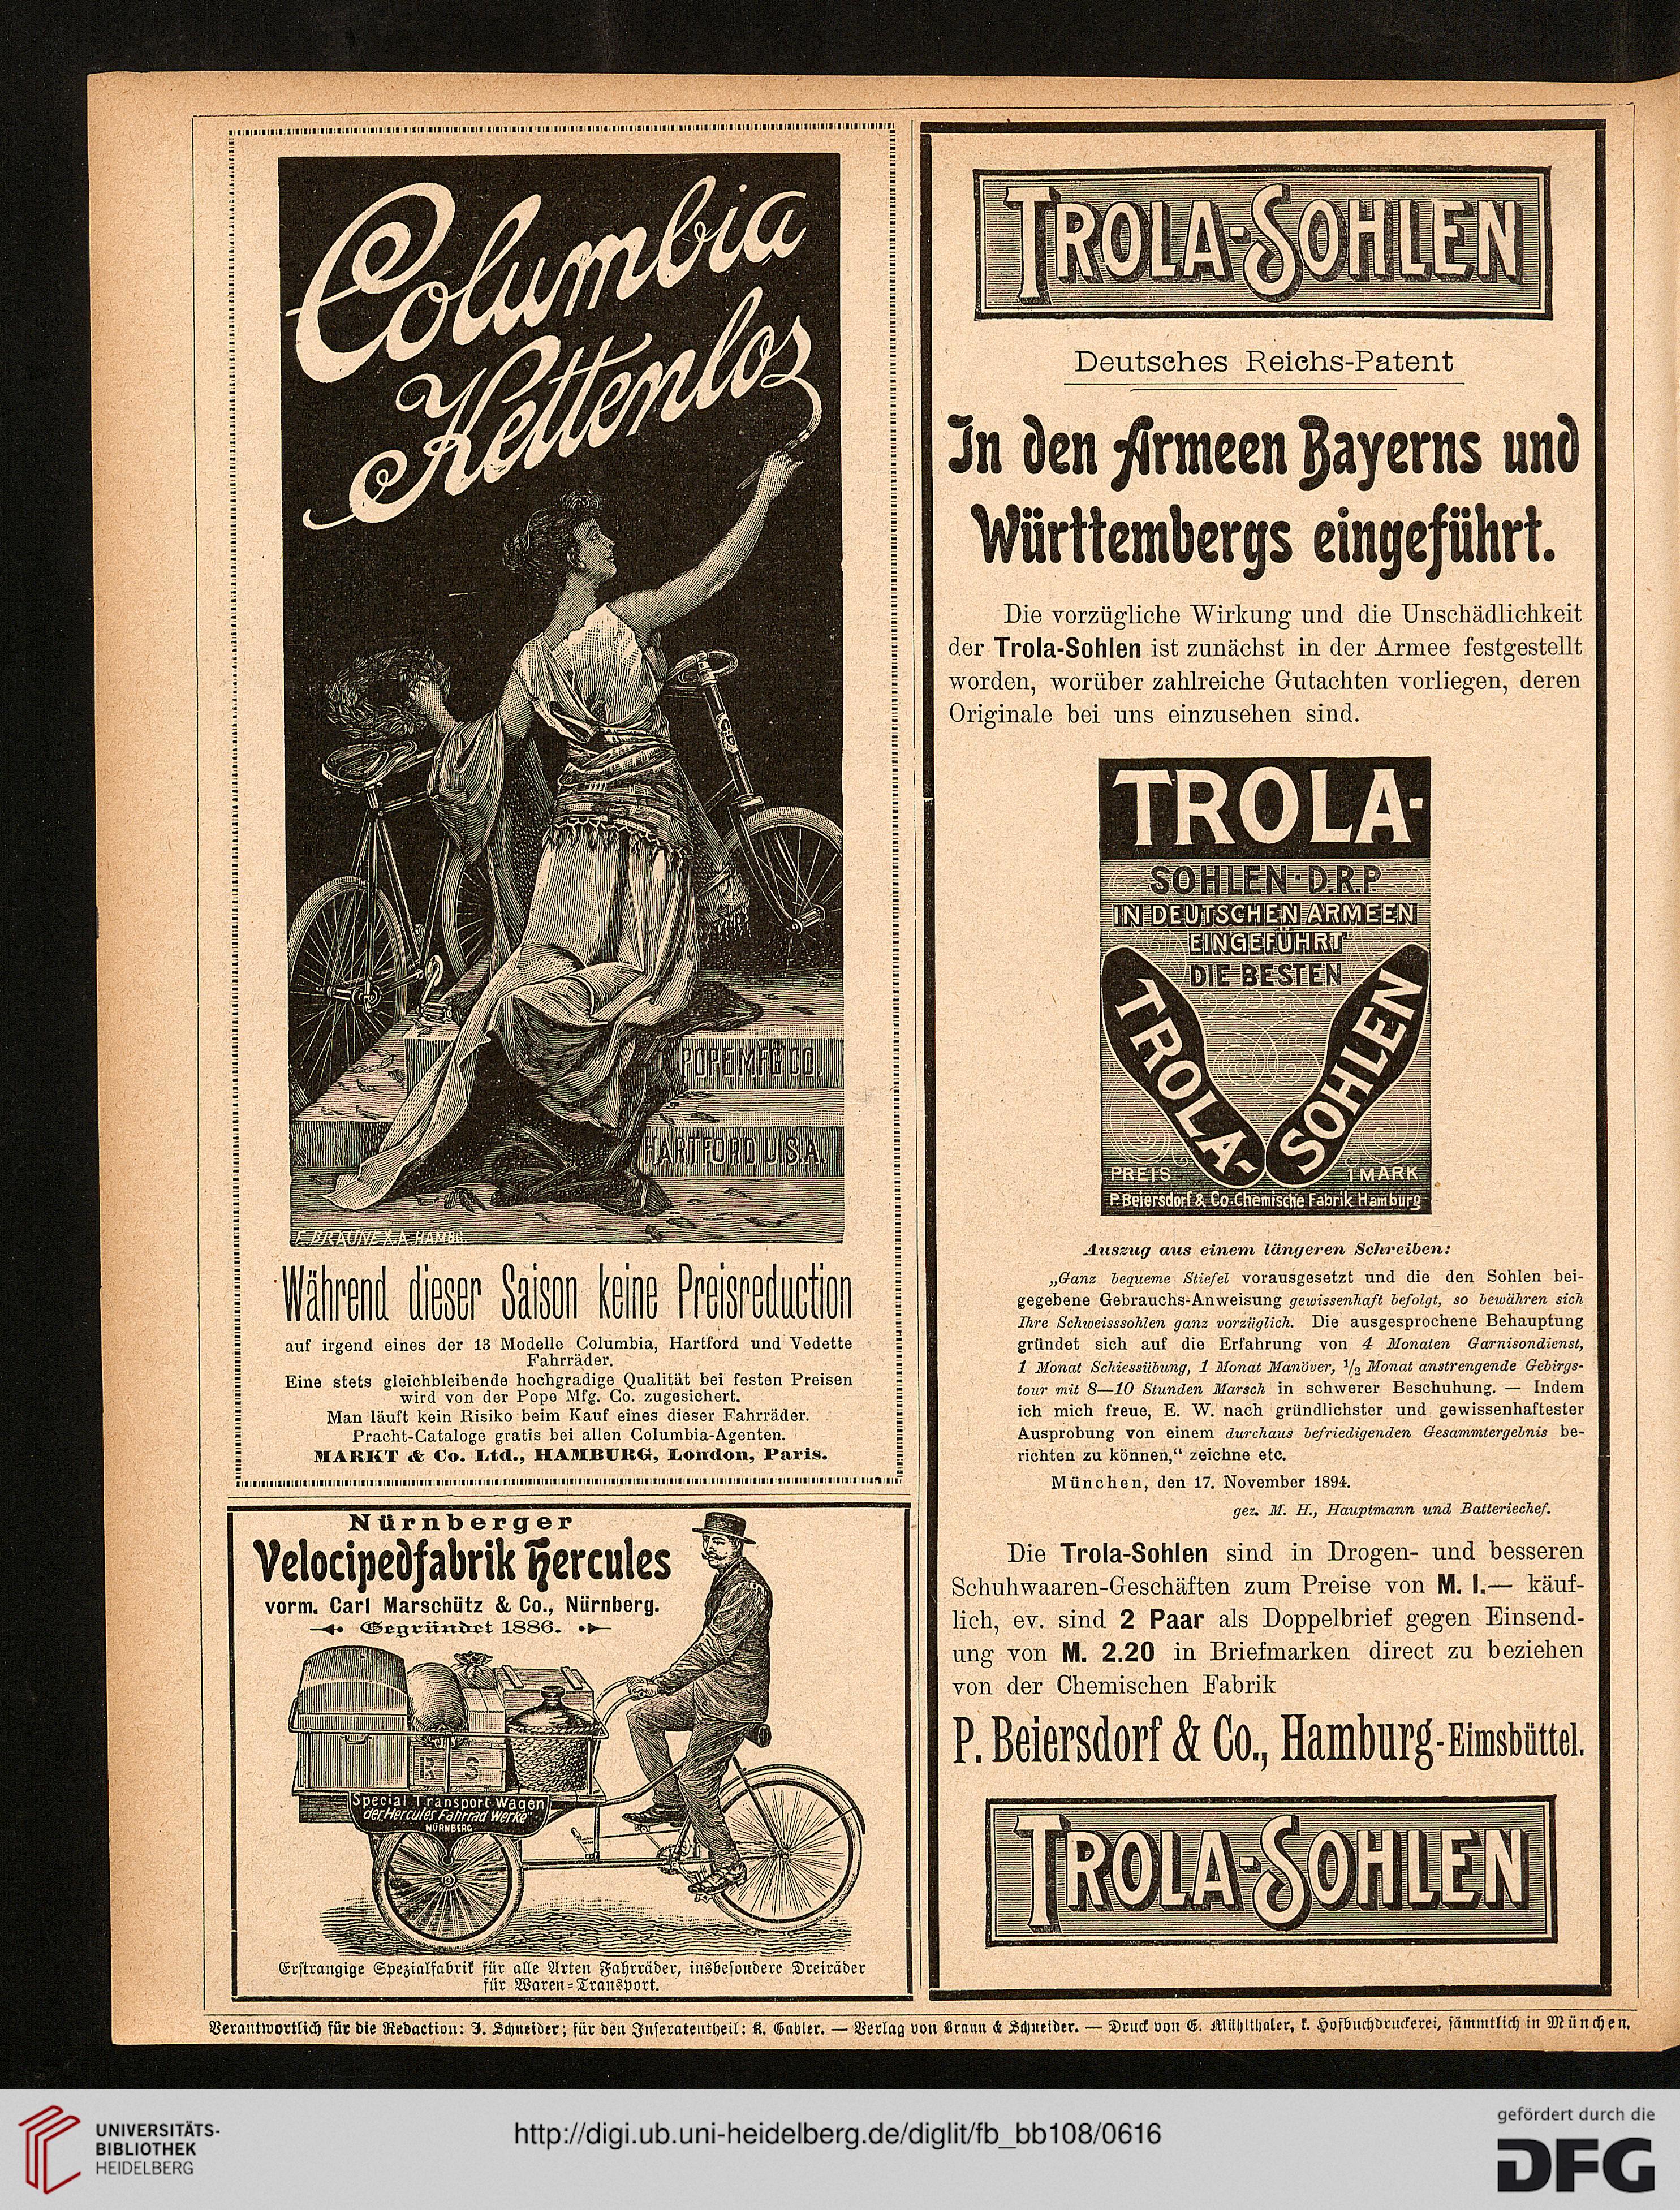 Columbia
Kettenlos
POPE MFG CO.
HARTFORD U.S.A.
F. BRAUNE X.A. HAMBG.
Während dieser Saison keine Preisreduction
auf irgend eines der 13 Modelle Columbia, Hartford und Vedette
Fahrräder.
Eine stets gleichbleibende hochgradige Qualität bei festen Preisen
wird von der Pope Mfg. Co. zugesichert.
Man läuft kein Risiko beim Kauf eines dieser Fahrräder.
Pracht-Cataloge gratis bei allen Columbia-Agenten.
MARKT & Co. Ltd., HAMBURG, London, Paris.
Nürnberger
Velocipedfabrik Hercules
vorm. Carl Marschütz & Co., Nürnberg.
Gegründet 1886.
R S
Special Transport Wagen
der "Hercules Fahrrad Werke"
NÜRNBERG
Erstrangige Spezialfabrik für alle Arten Fahrräder, insbesondere Dreiräder
für Waren-Transport.
TROLA-SOHLEN
Deutsches Reichs-Patent
In den Armeen Bayerns und
Württembergs eingeführt.
Die vorzügliche Wirkung und die Unschädlichkeit
der Trola-Sohlen ist zunächst in der Armee festgestellt
worden, worüber zahlreiche Gutachten vorliegen, deren
Originale bei uns einzusehen sind.
TROLA-
SOHLEN · D.R.P.
IN DEUTSCHEN ARMEEN
EINGEFÜHRT
DIE BESTEN
TROLA-
SOHLEN
PREIS 1 MARK
P. Beiersdorf & Co. Chemische Fabrik Hamburg
Auszug aus einem längeren Schreiben:
„Ganz bequeme Stiefel vorausgesetzt und die den Sohlen bei-
gegebene Gebrauchs-Anweisung gewissenhaft befolgt, so bewähren sich
Ihre Schweisssohlen ganz vorzüglich. Die ausgesprochene Behauptung
gründet sich auf die Erfahrung von 4 Monaten Garnisondienst,
1 Monat Schiessübung, 1 Monat Manöver, 1/2 Monat anstrengende Gebirgs-
tour mit 8—10 Stunden Marsch in schwerer Beschuhung. — Indem
ich mich freue, E. W. nach gründlichster und gewissenhaftester
Ausprobung von einem durchaus befriedigenden Gesammtergebnis be-
richten zu können,“ zeichne etc.
München, den 17. November 1894.
gez. M. H., Hauptmann und Batteriechef.
Die Trola-Sohlen sind in Drogen- und besseren
Schuhwaaren-Geschäften zum Preise von M. 1.— käuf-
lich, ev. sind 2 Paar als Doppelbrief gegen Einsend-
ung von M. 2.20 in Briefmarken direct zu beziehen
von der Chemischen Fabrik
P. Beiersdorf & Co., Hamburg-Eimsbüttel.
TROLA-SOHLEN
Verantwortlich für die Redaction: J. Schneider; für den Inseratentheil: K. Gabler. — Verlag von Braun & Schneider. — Druck von E. Mühlthaler, k. Hofbuchdruckerei, sämmtlich in München.
UNIVERSITÄTS-
BIBLIOTHEK
HEIDELBERG
http://digi.ub.uni-heidelberg.de/diglit/fb_bb108/0616
gefördert durch die
DFG